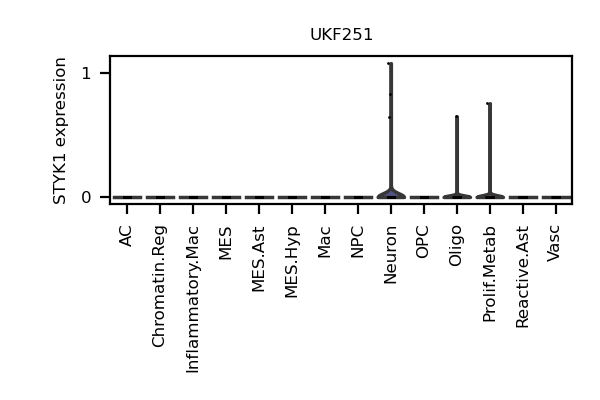 UKF251
STYK1 expression
1
0
AC
Chromatin.Reg
Inflammatory.Mac
MES
MES.Ast
MES.Hyp
Mac
NPC
Neuron
OPC
Oligo
Prolif.Metab
Reactive.Ast
Vasc